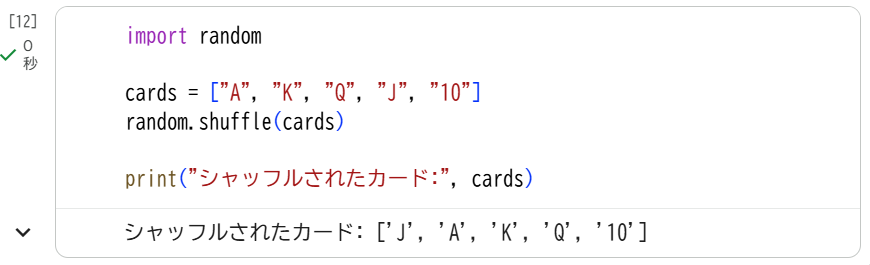 [12]
0
秒
import random
cards = ["A", "K", "Q", "J", "10"]
random.shuffle(cards)
print("シャッフルされたカード:", cards)
シャッフルされたカード: ['J', 'A', 'K', 'Q', '10']